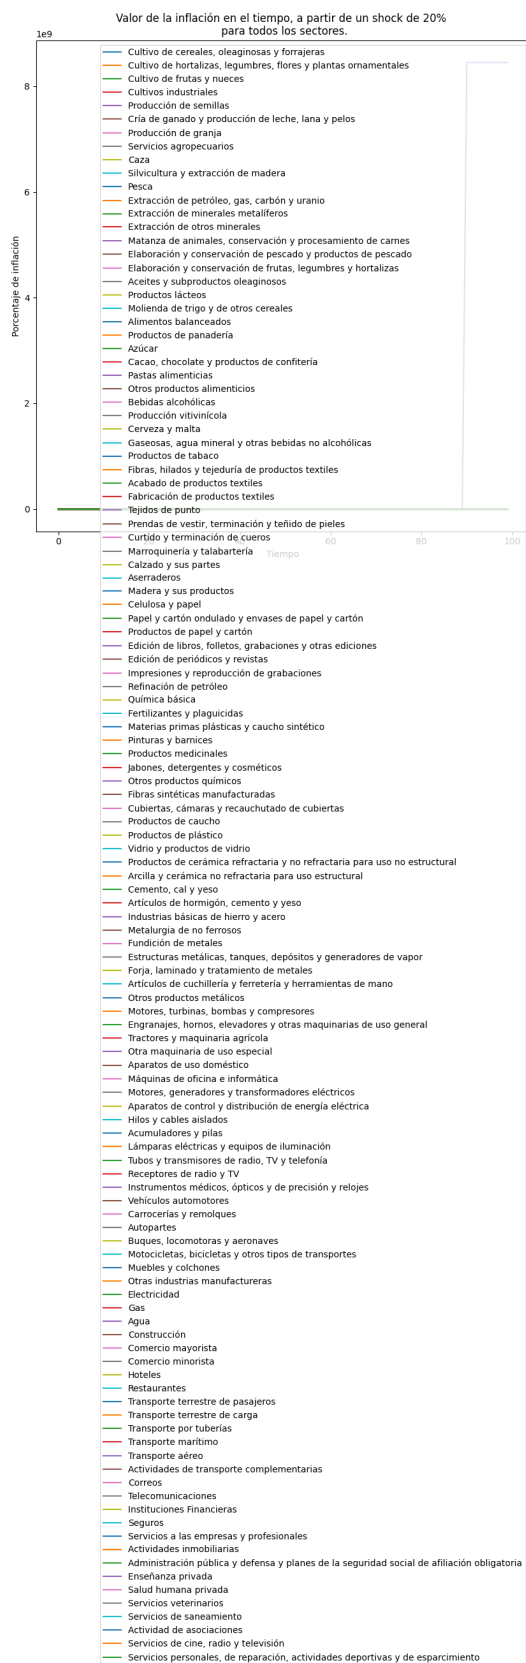 Valor de la inflación en el tiempo, a partir de un shock de 20%
para todos los sectores.
1e9
8
6
4
2
0
Porcentaje de inflación
0
20
40
60
80
100
Tiempo
Cultivo de cereales, oleaginosas y forrajeras
Cultivo de hortalizas, legumbres, flores y plantas ornamentales
Cultivo de frutas y nueces
Cultivos industriales
Producción de semillas
Cría de ganado y producción de leche, lana y pelos
Producción de granja
Servicios agropecuarios
Caza
Silvicultura y extracción de madera
Pesca
Extracción de petróleo, gas, carbón y uranio
Extracción de minerales metalíferos
Extracción de otros minerales
Matanza de animales, conservación y procesamiento de carnes
Elaboración y conservación de pescado y productos de pescado
Elaboración y conservación de frutas, legumbres y hortalizas
Aceites y subproductos oleaginosos
Productos lácteos
Molienda de trigo y de otros cereales
Alimentos balanceados
Productos de panadería
Azúcar
Cacao, chocolate y productos de confitería
Pastas alimenticias
Otros productos alimenticios
Bebidas alcohólicas
Producción vitivinícola
Cerveza y malta
Gaseosas, agua mineral y otras bebidas no alcohólicas
Productos de tabaco
Fibras, hilados y tejeduría de productos textiles
Acabado de productos textiles
Fabricación de productos textiles
Tejidos de punto
Prendas de vestir, terminación y teñido de pieles
Curtido y terminación de cueros
Marroquinería y talabartería
Calzado y sus partes
Aserraderos
Madera y sus productos
Celulosa y papel
Papel y cartón ondulado y envases de papel y cartón
Productos de papel y cartón
Edición de libros, folletos, grabaciones y otras ediciones
Edición de periódicos y revistas
Impresiones y reproducción de grabaciones
Refinación de petróleo
Química básica
Fertilizantes y plaguicidas
Materias primas plásticas y caucho sintético
Pinturas y barnices
Productos medicinales
Jabones, detergentes y cosméticos
Otros productos químicos
Fibras sintéticas manufacturadas
Cubiertas, cámaras y recauchutado de cubiertas
Productos de caucho
Productos de plástico
Vidrio y productos de vidrio
Productos de cerámica refractaria y no refractaria para uso no estructural
Arcilla y cerámica no refractaria para uso estructural
Cemento, cal y yeso
Artículos de hormigón, cemento y yeso
Industrias básicas de hierro y acero
Metalurgia de no ferrosos
Fundición de metales
Estructuras metálicas, tanques, depósitos y generadores de vapor
Forja, laminado y tratamiento de metales
Artículos de cuchillería y ferretería y herramientas de mano
Otros productos metálicos
Motores, turbinas, bombas y compresores
Engranajes, hornos, elevadores y otras maquinarias de uso general
Tractores y maquinaria agrícola
Otra maquinaria de uso especial
Aparatos de uso doméstico
Máquinas de oficina e informática
Motores, generadores y transformadores eléctricos
Aparatos de control y distribución de energía eléctrica
Hilos y cables aislados
Acumuladores y pilas
Lámparas eléctricas y equipos de iluminación
Tubos y transmisores de radio, TV y telefonía
Receptores de radio y TV
Instrumentos médicos, ópticos y de precisión y relojes
Vehículos automotores
Carrocerías y remolques
Autopartes
Buques, locomotoras y aeronaves
Motocicletas, bicicletas y otros tipos de transportes
Muebles y colchones
Otras industrias manufactureras
Electricidad
Gas
Agua
Construcción
Comercio mayorista
Comercio minorista
Hoteles
Restaurantes
Transporte terrestre de pasajeros
Transporte terrestre de carga
Transporte por tuberías
Transporte marítimo
Transporte aéreo
Actividades de transporte complementarias
Correos
Telecomunicaciones
Instituciones Financieras
Seguros
Servicios a las empresas y profesionales
Actividades inmobiliarias
Administración pública y defensa y planes de la seguridad social de afiliación obligatoria
Enseñanza privada
Salud humana privada
Servicios veterinarios
Servicios de saneamiento
Actividad de asociaciones
Servicios de cine, radio y televisión
Servicios personales, de reparación, actividades deportivas y de esparcimiento